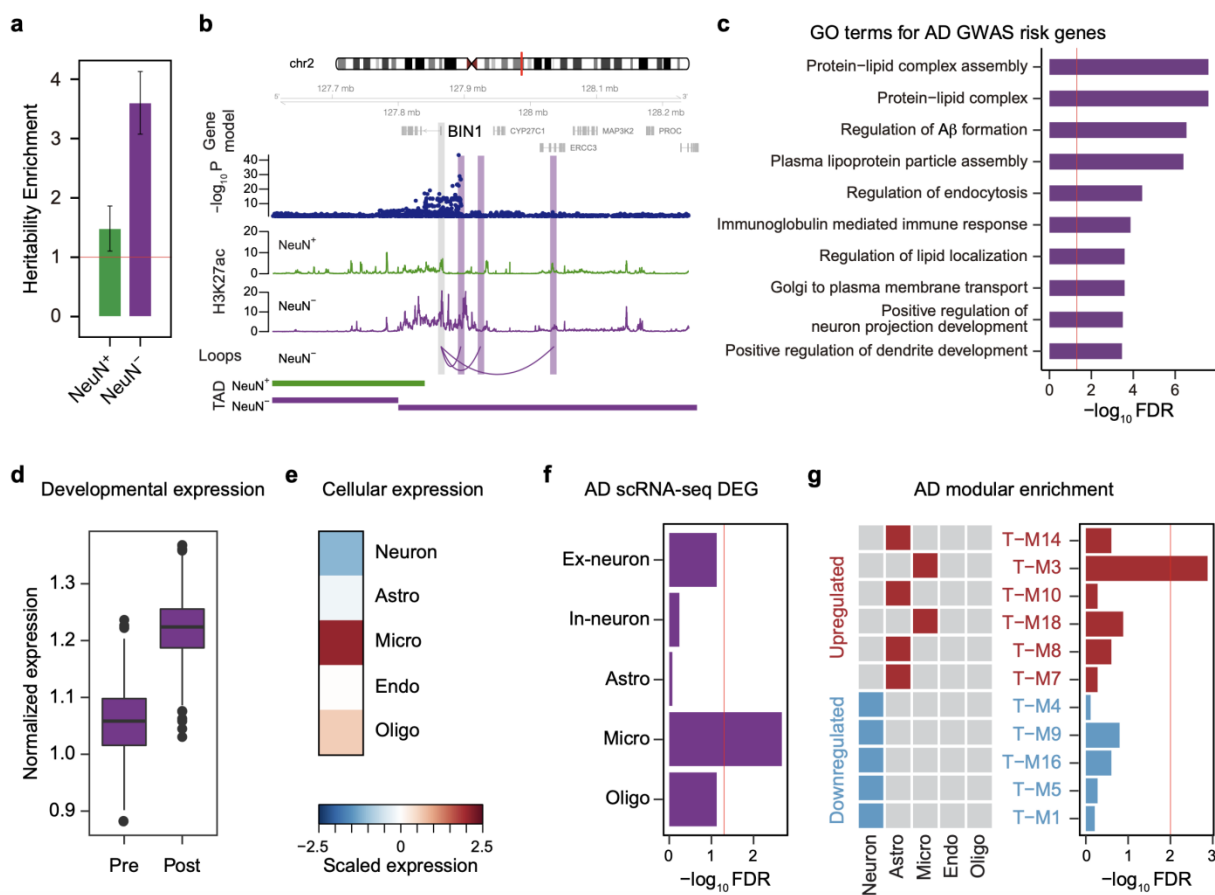 a
Heritability Enrichment
4
3
2
1
0
NeuN+
NeuN−
b
chr2
127.7 mb
127.9 mb
128.1 mb
5'
3'
127.8 mb
128 mb
128.2 mb
Gene model
BIN1
CYP27C1
MAP3K2
PROC
ERCC3
−log10 P
40
30
20
10
H3K27ac
20
10
0
NeuN+
20
10
0
NeuN−
Loops
NeuN−
TAD
NeuN+
NeuN−
c
GO terms for AD GWAS risk genes
Protein−lipid complex assembly
Protein−lipid complex
Regulation of Aβ formation
Plasma lipoprotein particle assembly
Regulation of endocytosis
Immunoglobulin mediated immune response
Regulation of lipid localization
Golgi to plasma membrane transport
Positive regulation of
neuron projection development
Positive regulation of dendrite development
0 2 4 6
−log10 FDR
d
Developmental expression
Normalized expression
1.3
1.2
1.1
1.0
0.9
Pre Post
e
Cellular expression
Neuron
Astro
Micro
Endo
Oligo
−2.5 0 2.5
Scaled expression
f
AD scRNA-seq DEG
Ex−neuron
In−neuron
Astro
Micro
Oligo
0 1 2
−log10 FDR
g
AD modular enrichment
Upregulated
Downregulated
T−M14
T−M3
T−M10
T−M18
T−M8
T−M7
T−M4
T−M9
T−M16
T−M5
T−M1
Neuron
Astro
Micro
Endo
Oligo
0 1 2 3
−log10 FDR